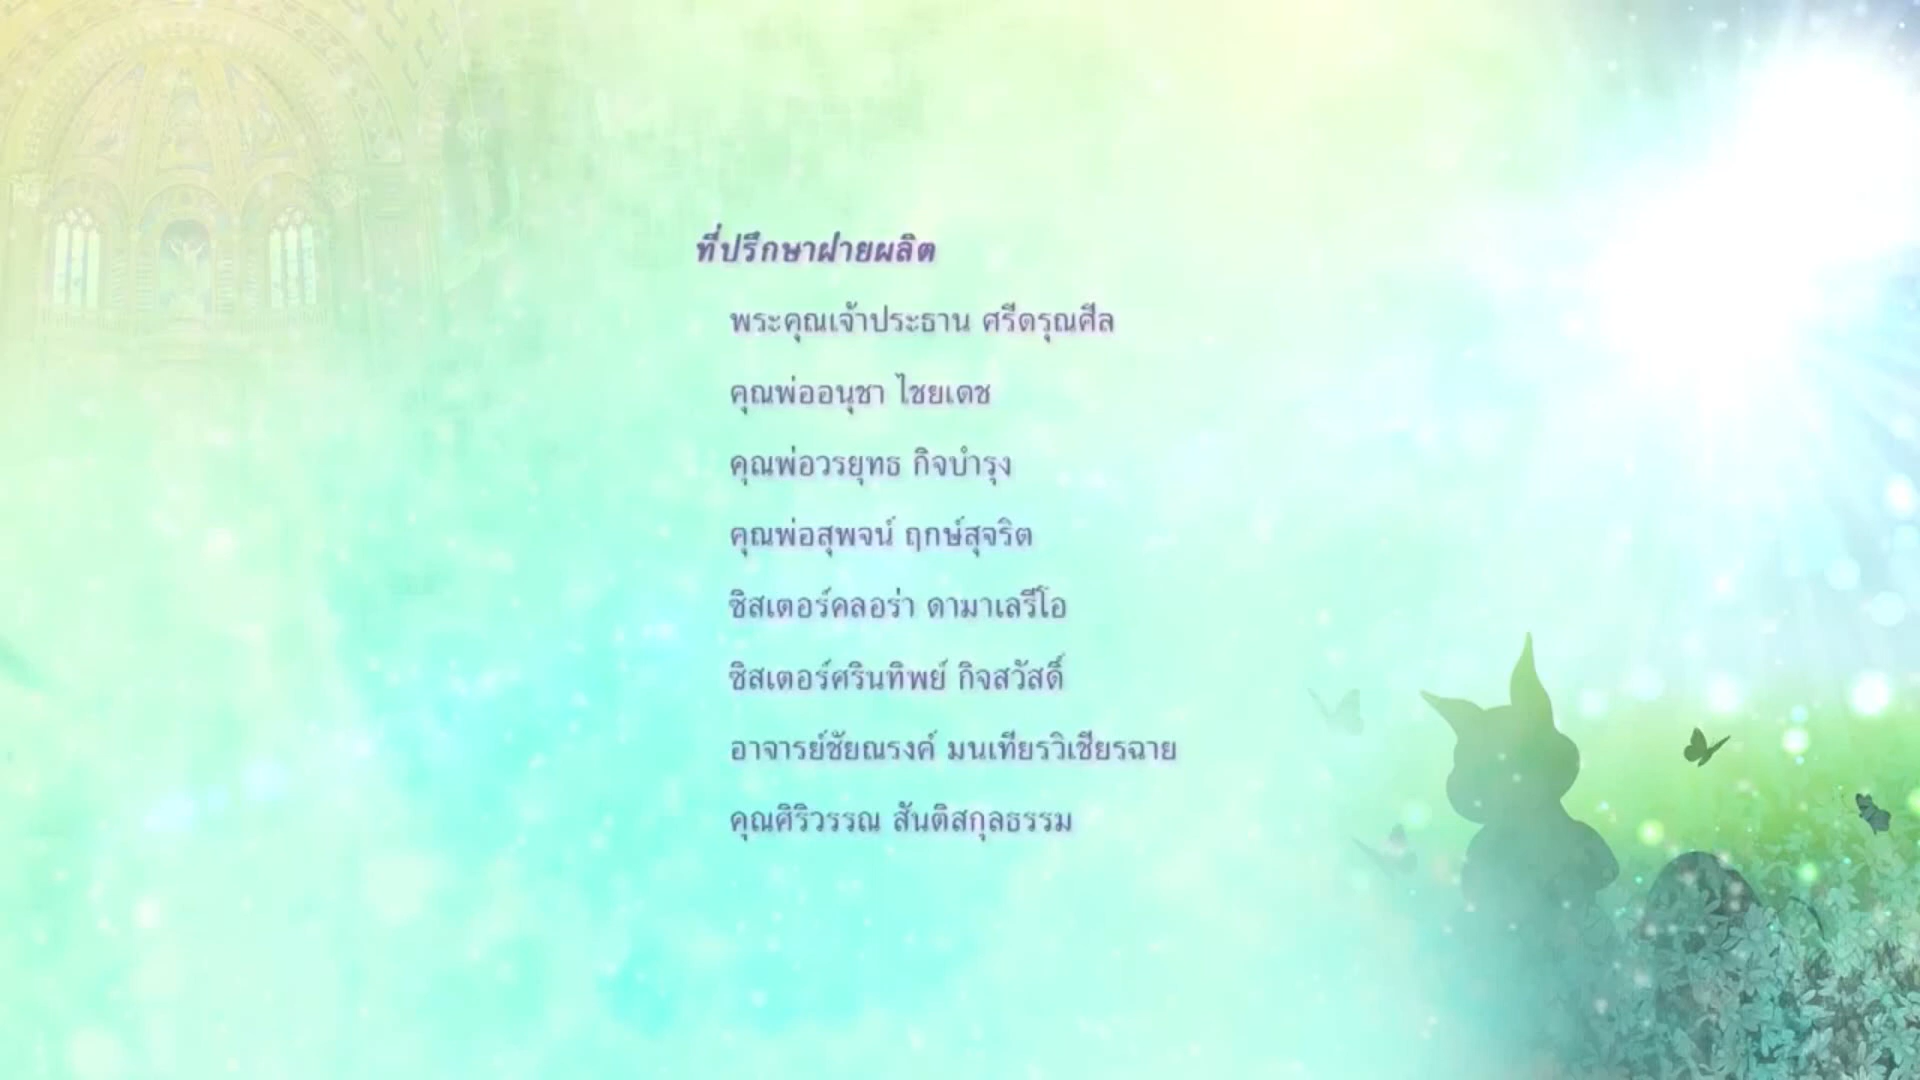 ที่ปรึกษาฝ่ายผลิต
พระคุณเจ้าประธาน ศรีดรุณศีล
คุณพ่ออนุชา ไชยเดช
คุณพ่อวรยุทธ กิจบำรุง
คุณพ่อสุพจน์ ฤกษ์สุจริต
ซิสเตอร์คลอร่า ดามาเลรีโอ
ซิสเตอร์ศรินทิพย์ กิจสวัสดิ์
อาจารย์ชัยณรงค์ มนเทียรวิเชียรฉาย
คุณศิริวรรณ สันติสกุลธรรม